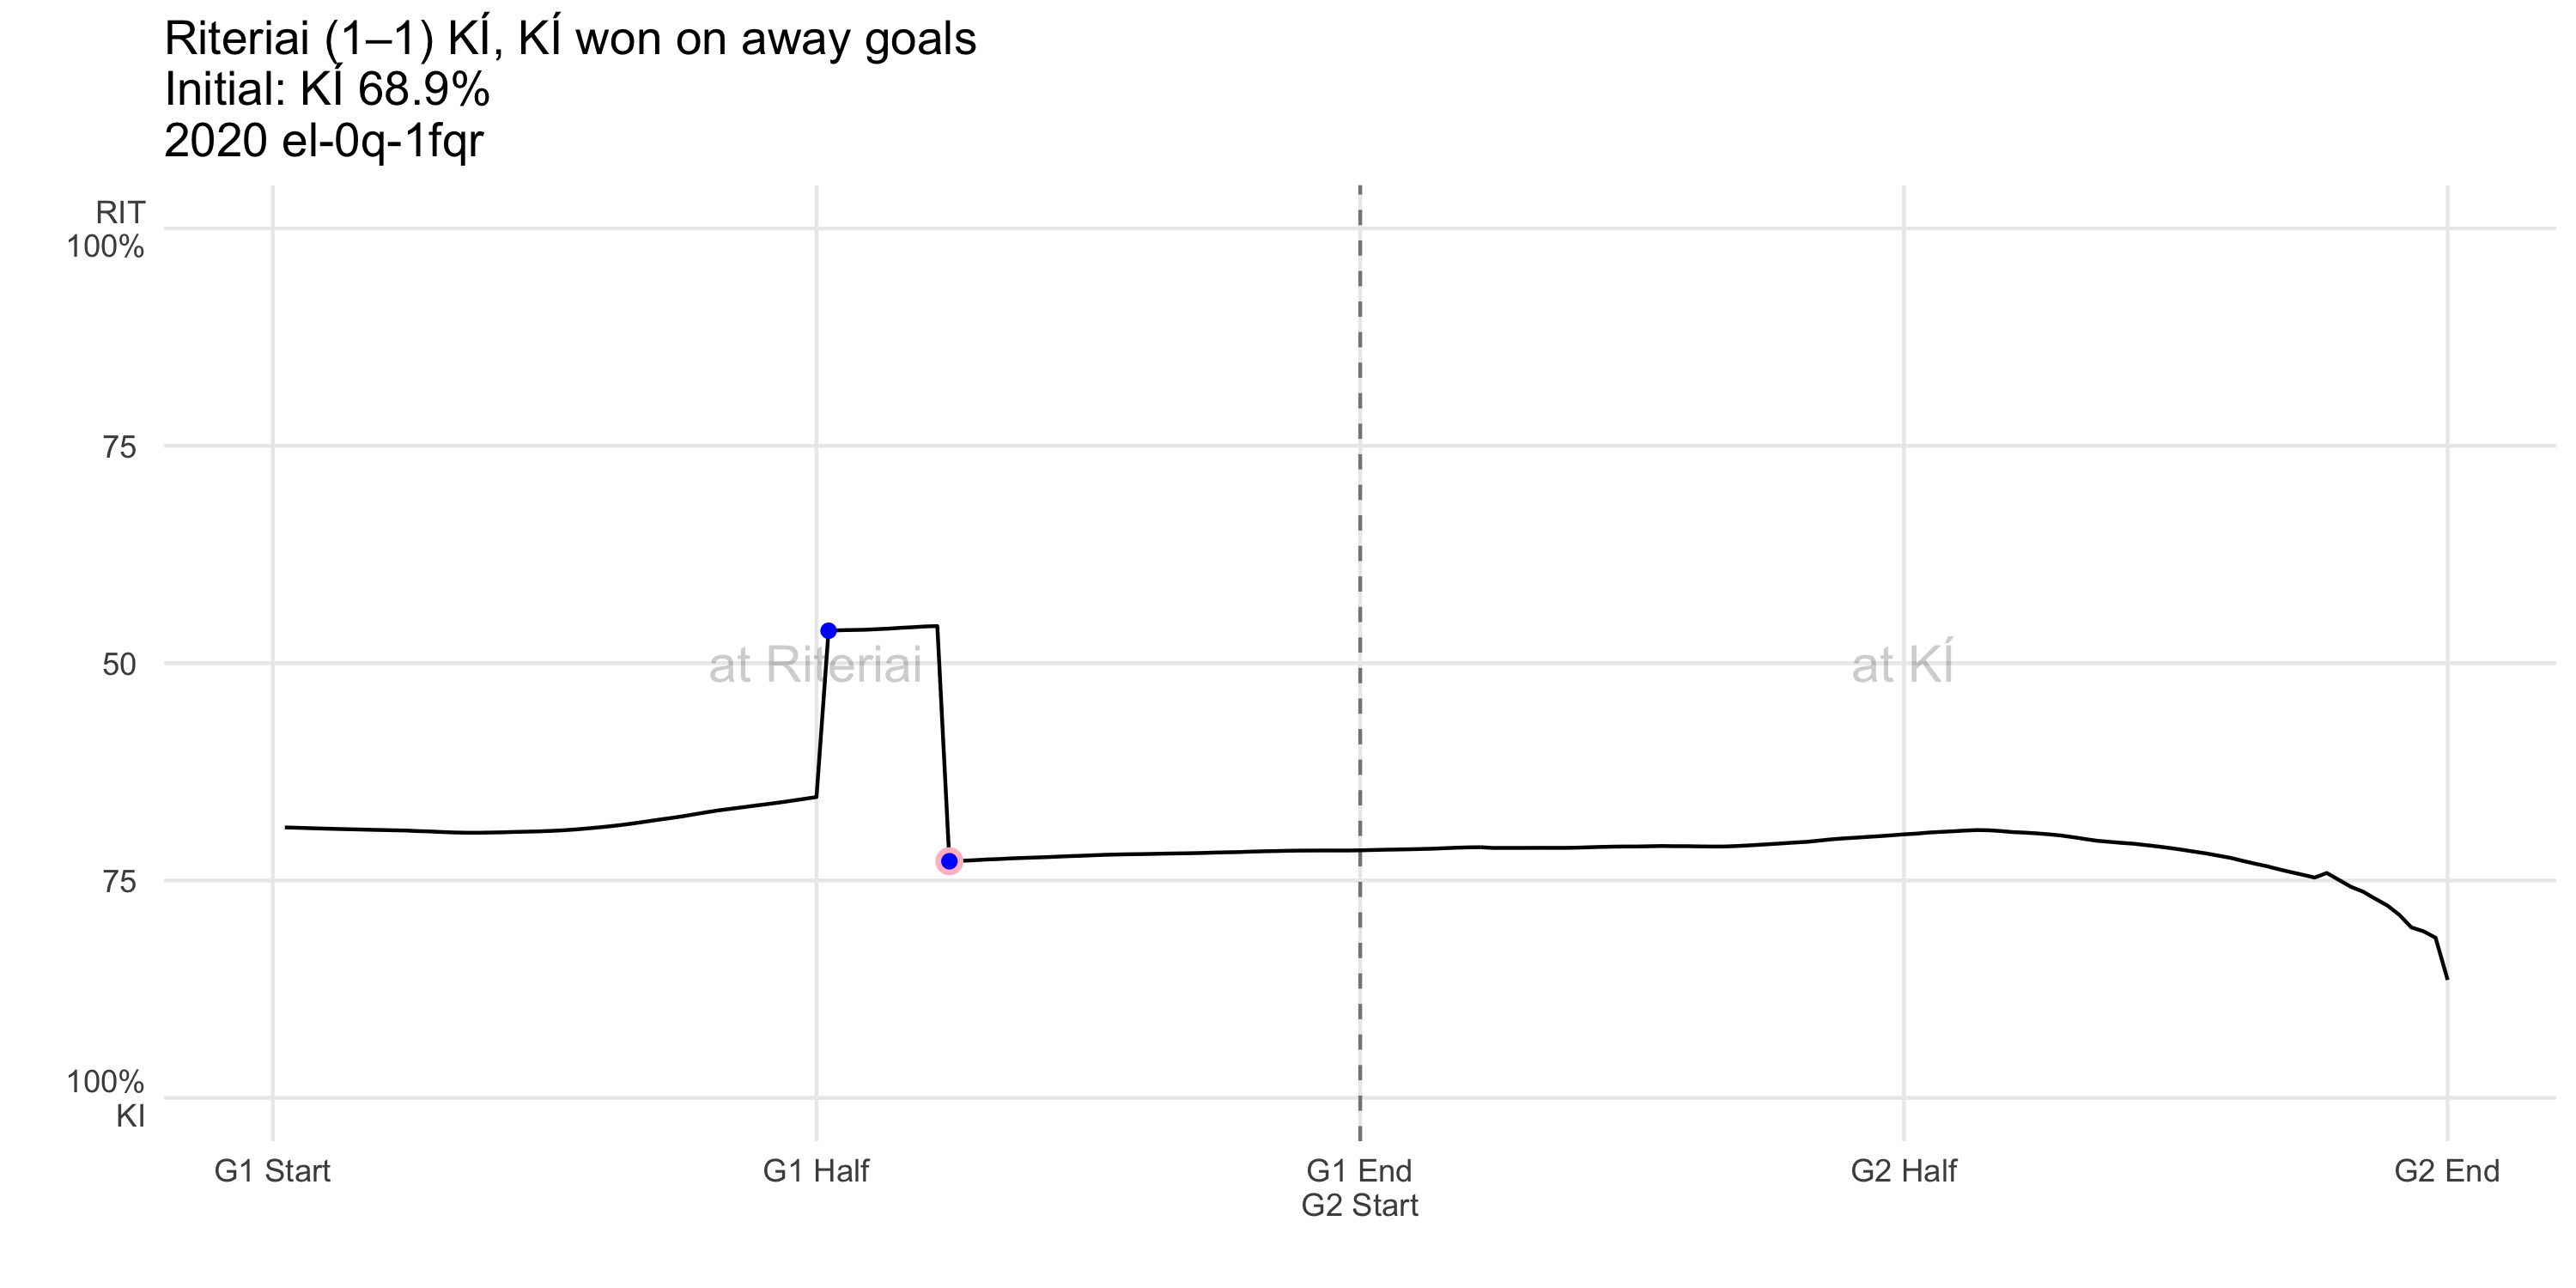 Riteriai (1–1) KÍ, KÍ won on away goals
Initial: KÍ 68.9%
2020 el-0q-1fqr
RIT
100%
75
50
at Riteriai
at KÍ
75
100%
KI
G1 Start
G1 Half
G1 End
G2 Start
G2 Half
G2 End